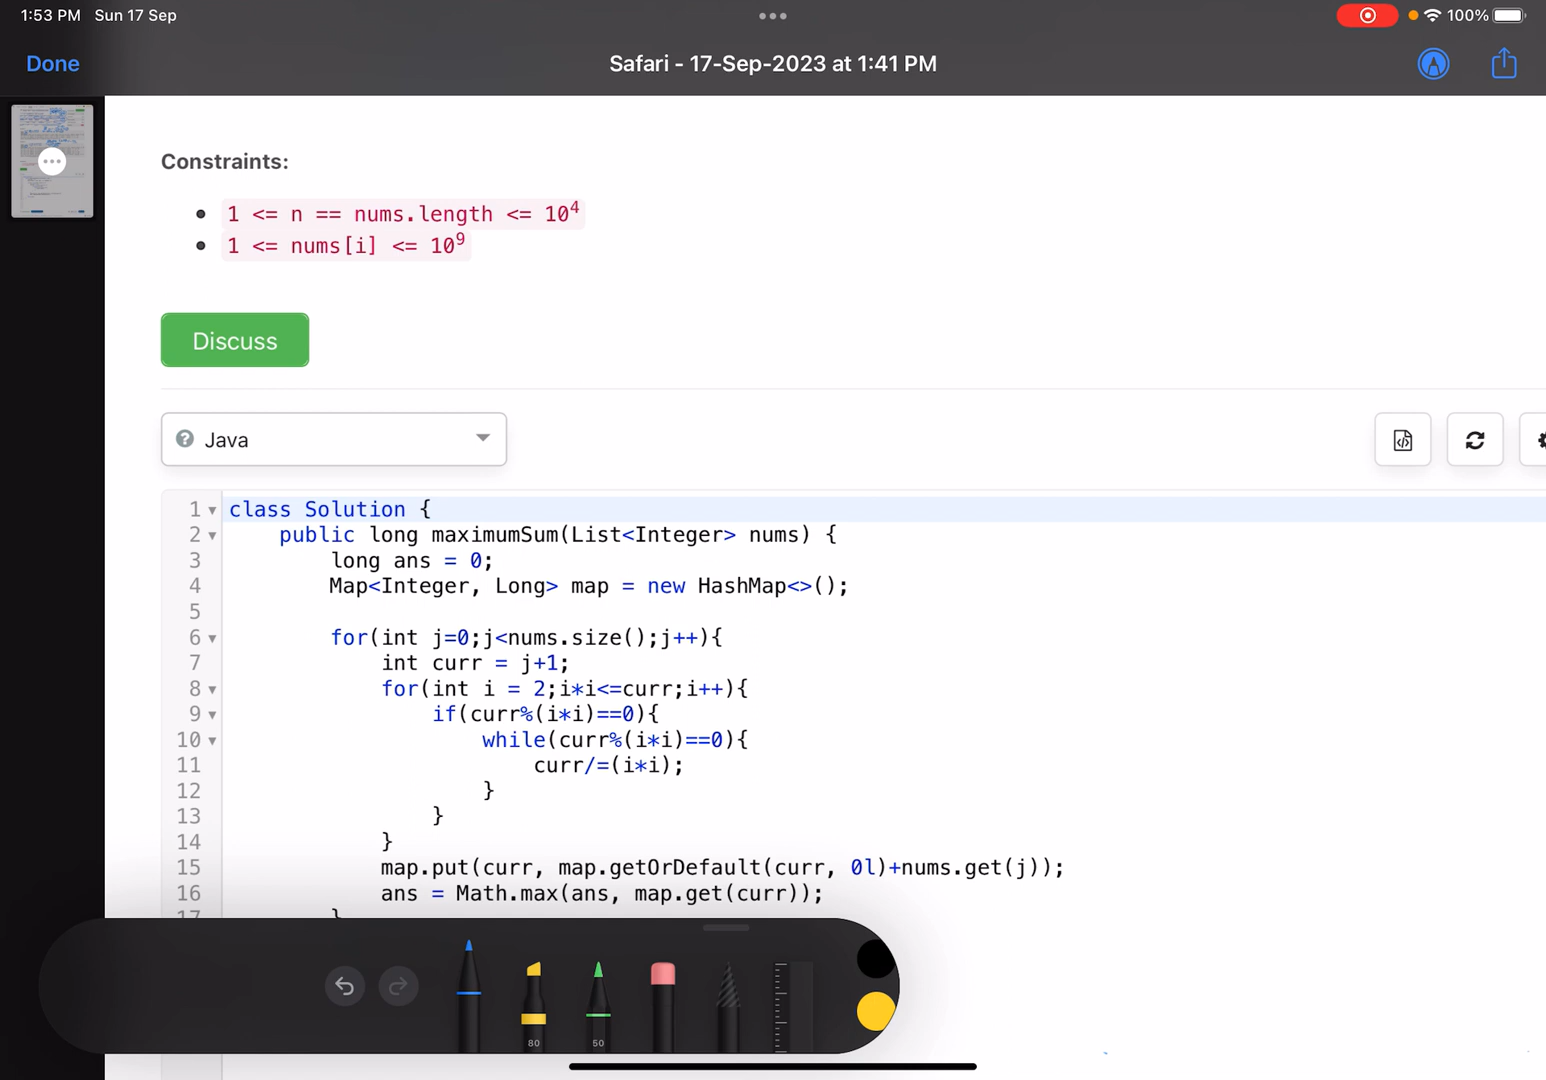 1:53 PM Sun 17 Sep
100%
Done
Safari - 17-Sep-2023 at 1:41 PM
Constraints:
1 <= n == nums.length <= 10⁴
1 <= nums[i] <= 10⁹
Discuss
Java
1 class Solution {
2     public long maximumSum(List<Integer> nums) {
3         long ans = 0;
4         Map<Integer, Long> map = new HashMap<>();
5
6         for(int j=0;j<nums.size();j++){
7             int curr = j+1;
8             for(int i = 2;i*i<=curr;i++){
9                 if(curr%(i*i)==0){
10                     while(curr%(i*i)==0){
11                         curr/=(i*i);
12                     }
13                 }
14             }
15             map.put(curr, map.getOrDefault(curr, 0l)+nums.get(j));
16             ans = Math.max(ans, map.get(curr));
17         }
80
50